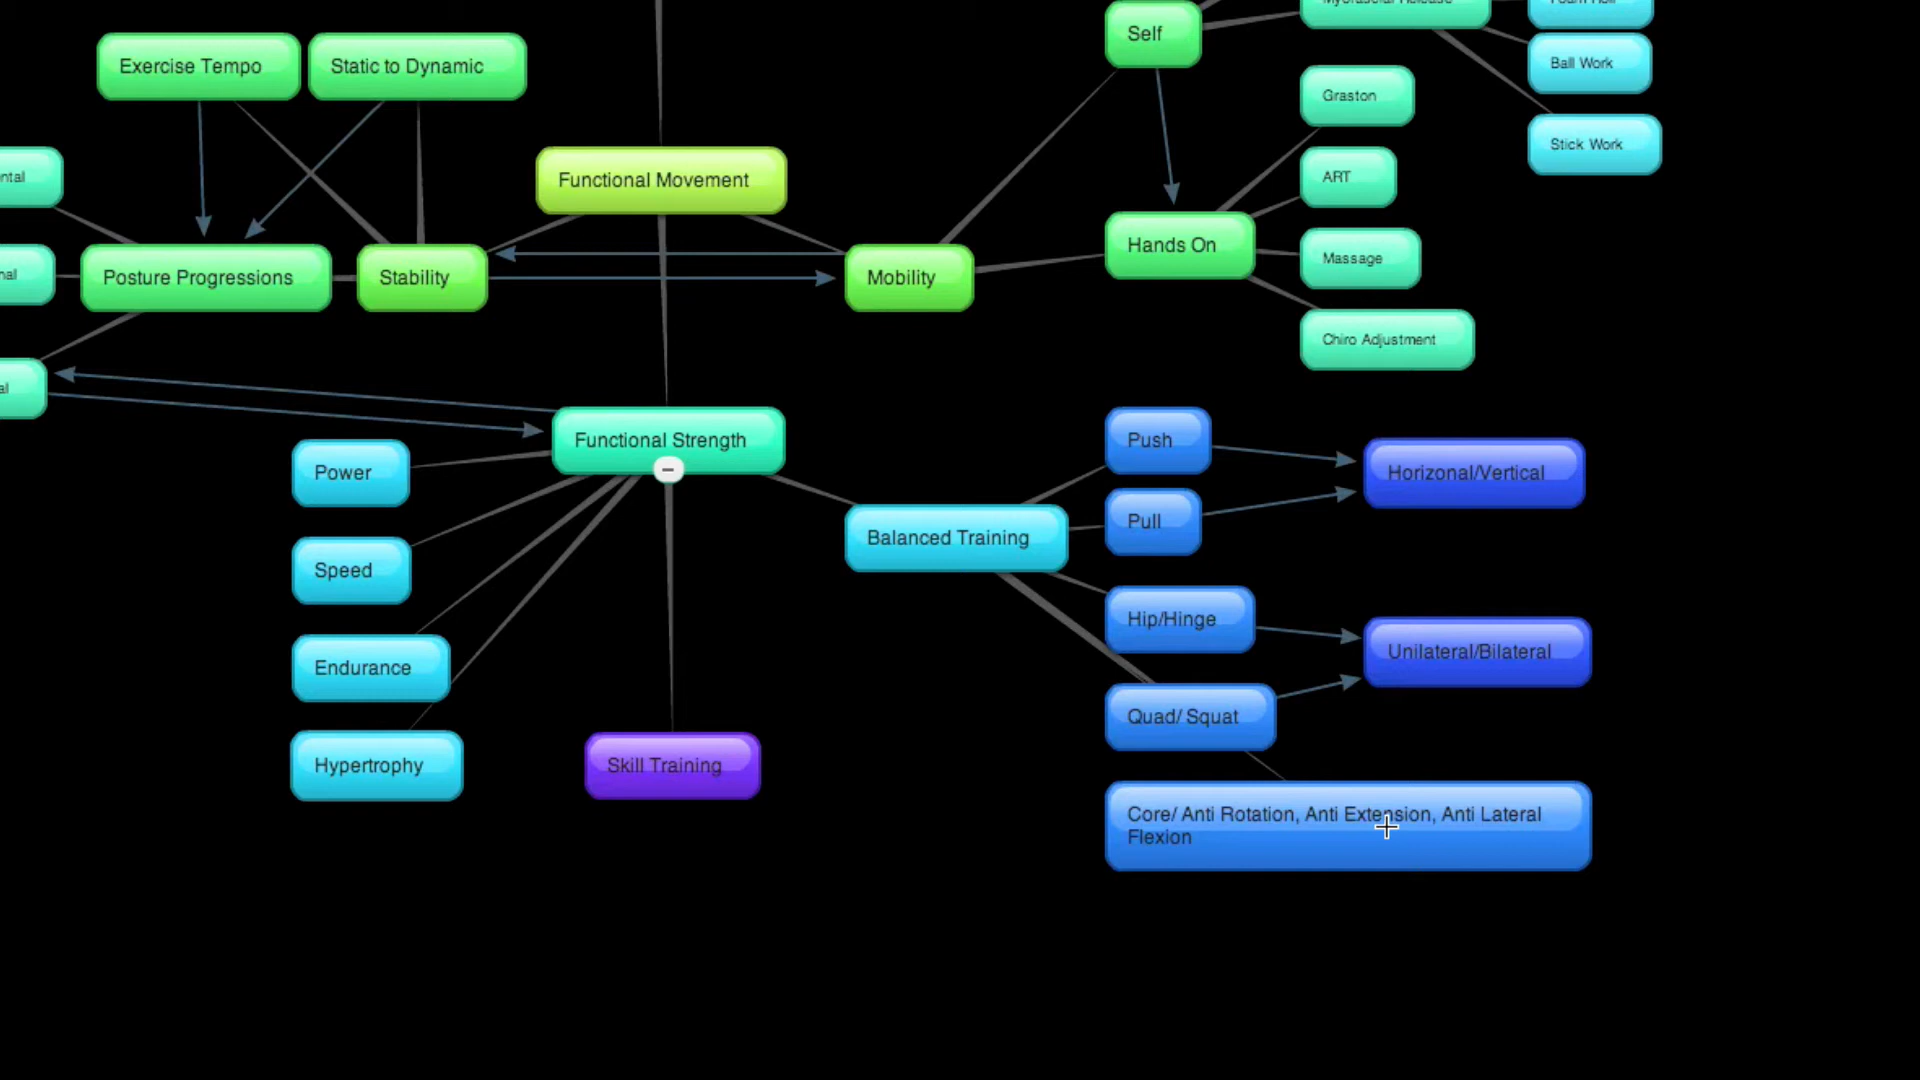 Self
Ball Work
Exercise Tempo
Static to Dynamic
Graston
Stick Work
ART
Functional Movement
Hands On
Massage
Posture Progressions
Stability
Mobility
Chiro Adjustment
Functional Strength
Push
Horizonal/Vertical
Power
Pull
Balanced Training
Speed
Hip/Hinge
Unilateral/Bilateral
Endurance
Quad/ Squat
Hypertrophy
Skill Training
Core/ Anti Rotation, Anti Extension, Anti Lateral
Flexion